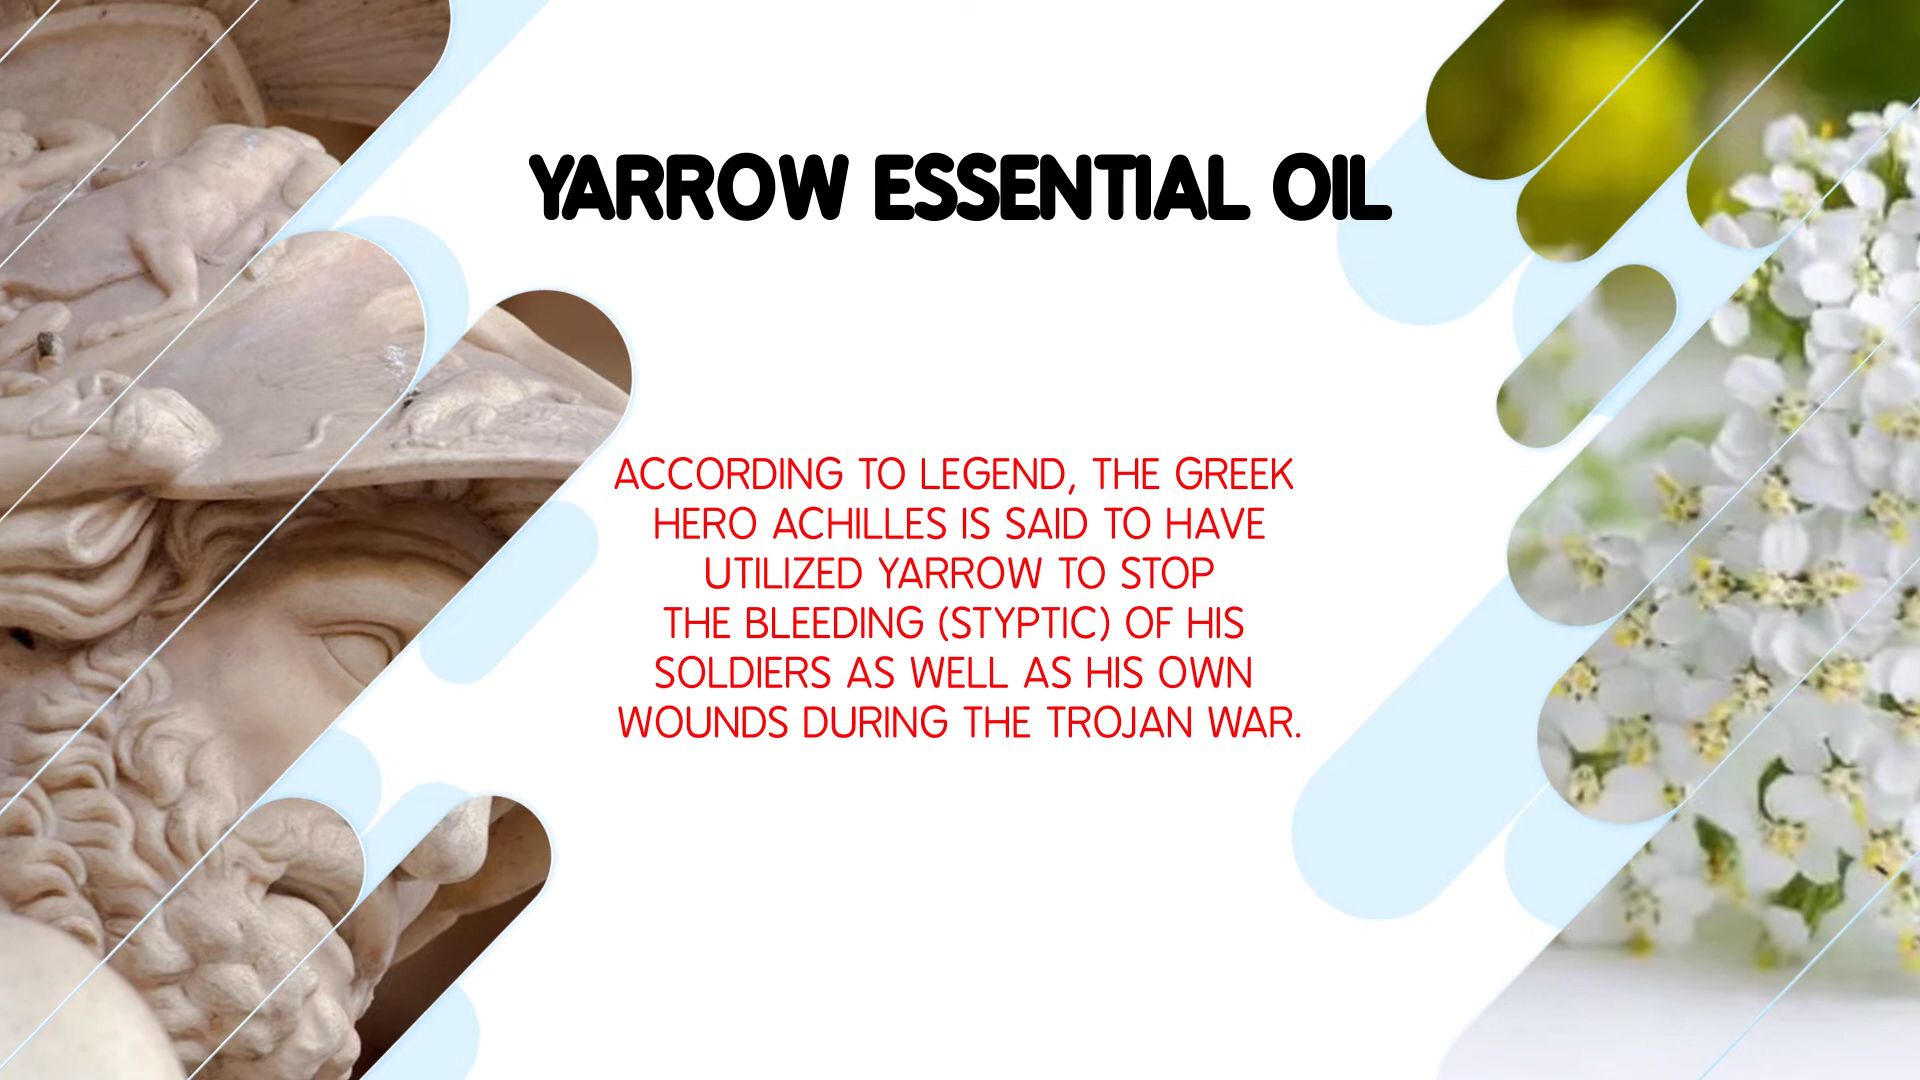 YARROW ESSENTIAL OIL
ACCORDING TO LEGEND, THE GREEK
HERO ACHILLES IS SAID TO HAVE
UTILIZED YARROW TO STOP
THE BLEEDING (STYPTIC) OF HIS
SOLDIERS AS WELL AS HIS OWN
WOUNDS DURING THE TROJAN WAR.